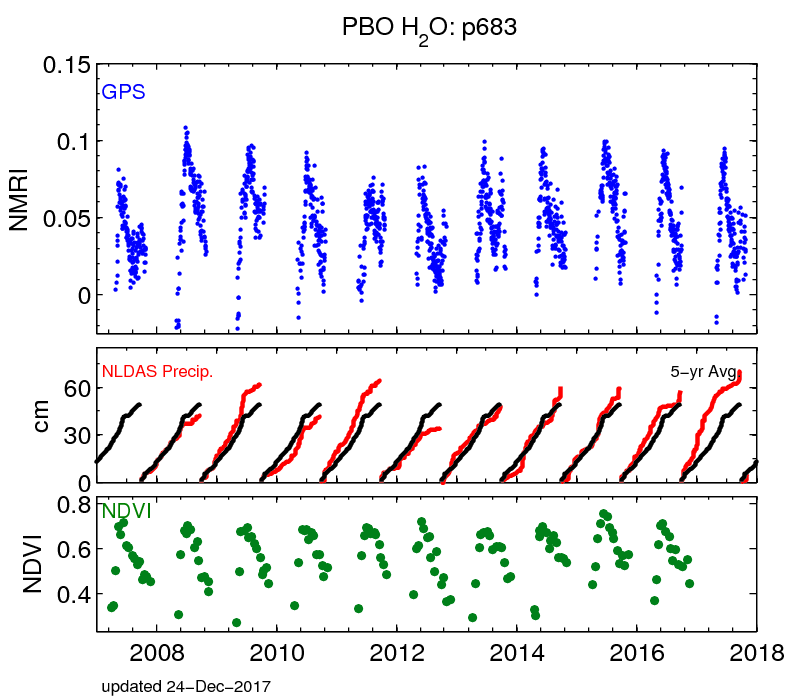 PBO H2O: p683
0.15
GPS
0.1
NMRI
0.05
0
NLDAS Precip. 5-yr Avg
60
cm
30
0
0.8
NDVI
NDVI
0.6
0.4
2008 2010 2012 2014 2016 2018
updated 24-Dec-2017